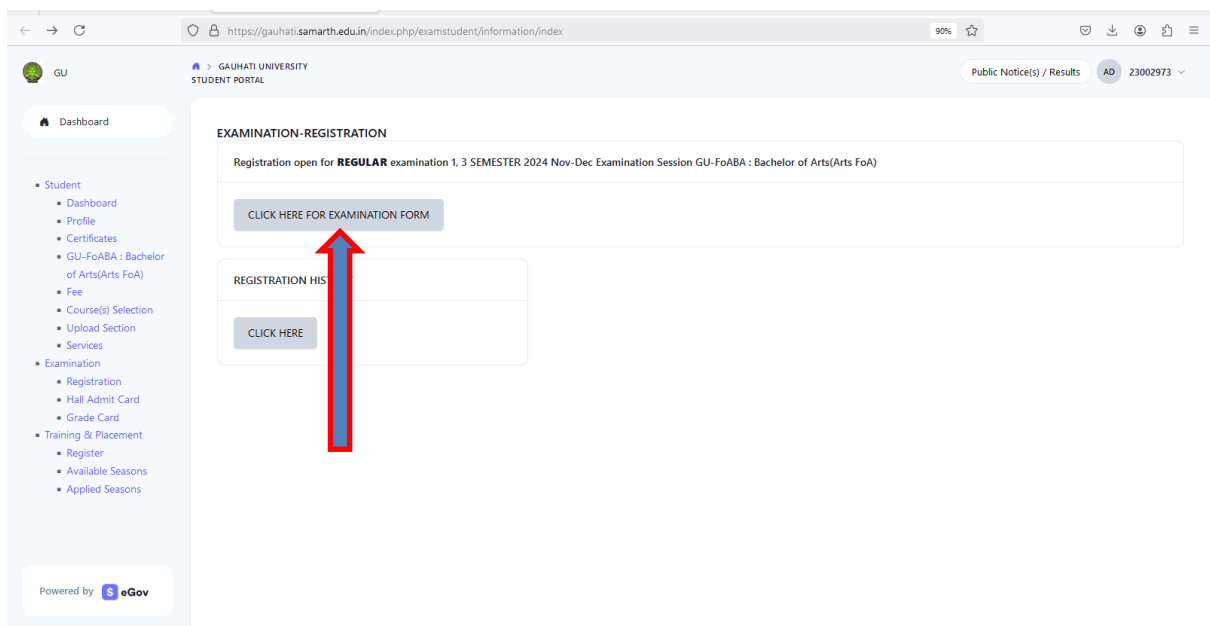 https://gauhati.samarth.edu.in/index.php/examstudent/information/index
90%
GU
> GAUHATI UNIVERSITY
STUDENT PORTAL
Public Notice(s) / Results
AD
23002973
Dashboard
Student
Dashboard
Profile
Certificates
GU-FoABA : Bachelor
of Arts(Arts FoA)
Fee
Course(s) Selection
Upload Section
Services
Examination
Registration
Hall Admit Card
Grade Card
Training & Placement
Register
Available Seasons
Applied Seasons
Powered by S eGov
EXAMINATION-REGISTRATION
Registration open for REGULAR examination 1, 3 SEMESTER 2024 Nov-Dec Examination Session GU-FoABA : Bachelor of Arts(Arts FoA)
CLICK HERE FOR EXAMINATION FORM
REGISTRATION
CLICK HERE